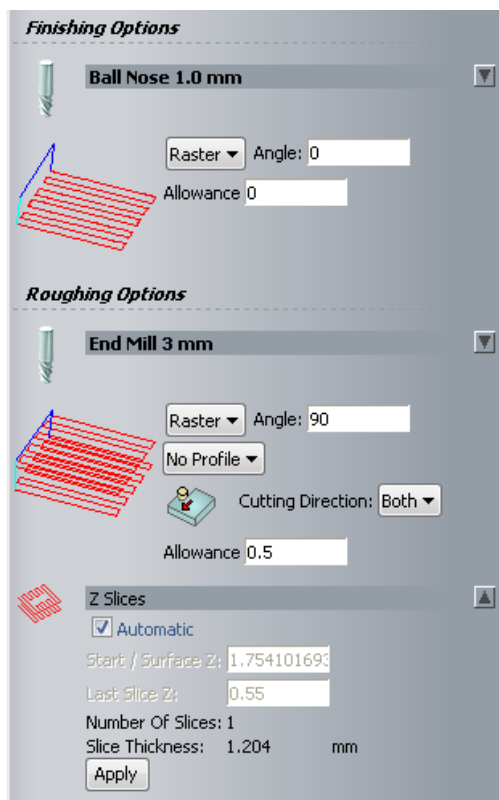 Finishing Options
Ball Nose 1.0 mm
Raster Angle: 0
Allowance 0
Roughing Options
End Mill 3 mm
Raster Angle: 90
No Profile
Cutting Direction: Both
Allowance 0.5
Z Slices
Automatic
Start / Surface Z: 1.754101693
Last Slice Z: 0.55
Number Of Slices: 1
Slice Thickness: 1.204 mm
Apply